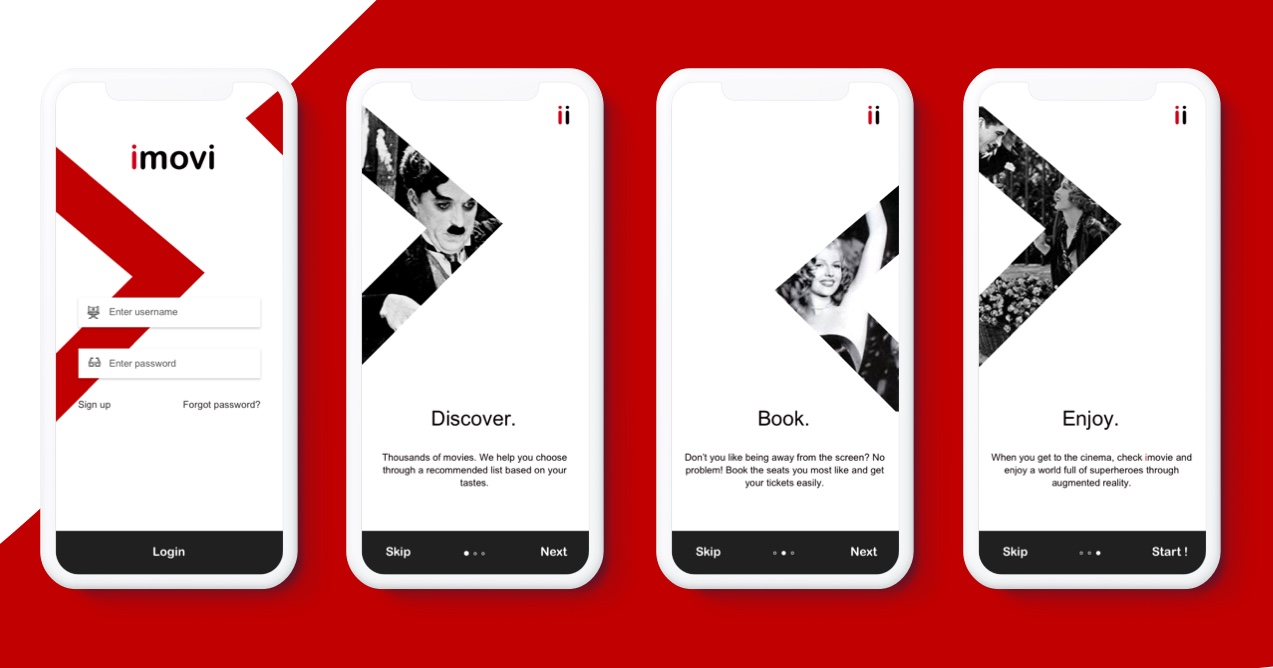 imovi
Enter username
Enter password
Sign up
Forgot password?
Login
ii
Discover.
Thousands of movies. We help you choose
through a recommended list based on your
tastes.
Skip
Next
ii
Book.
Don't you like being away from the screen? No
problem! Book the seats you most like and get
your tickets easily.
Skip
Next
ii
Enjoy.
When you get to the cinema, check imovie and
enjoy a world full of superheroes through
augmented reality.
Skip
Start !